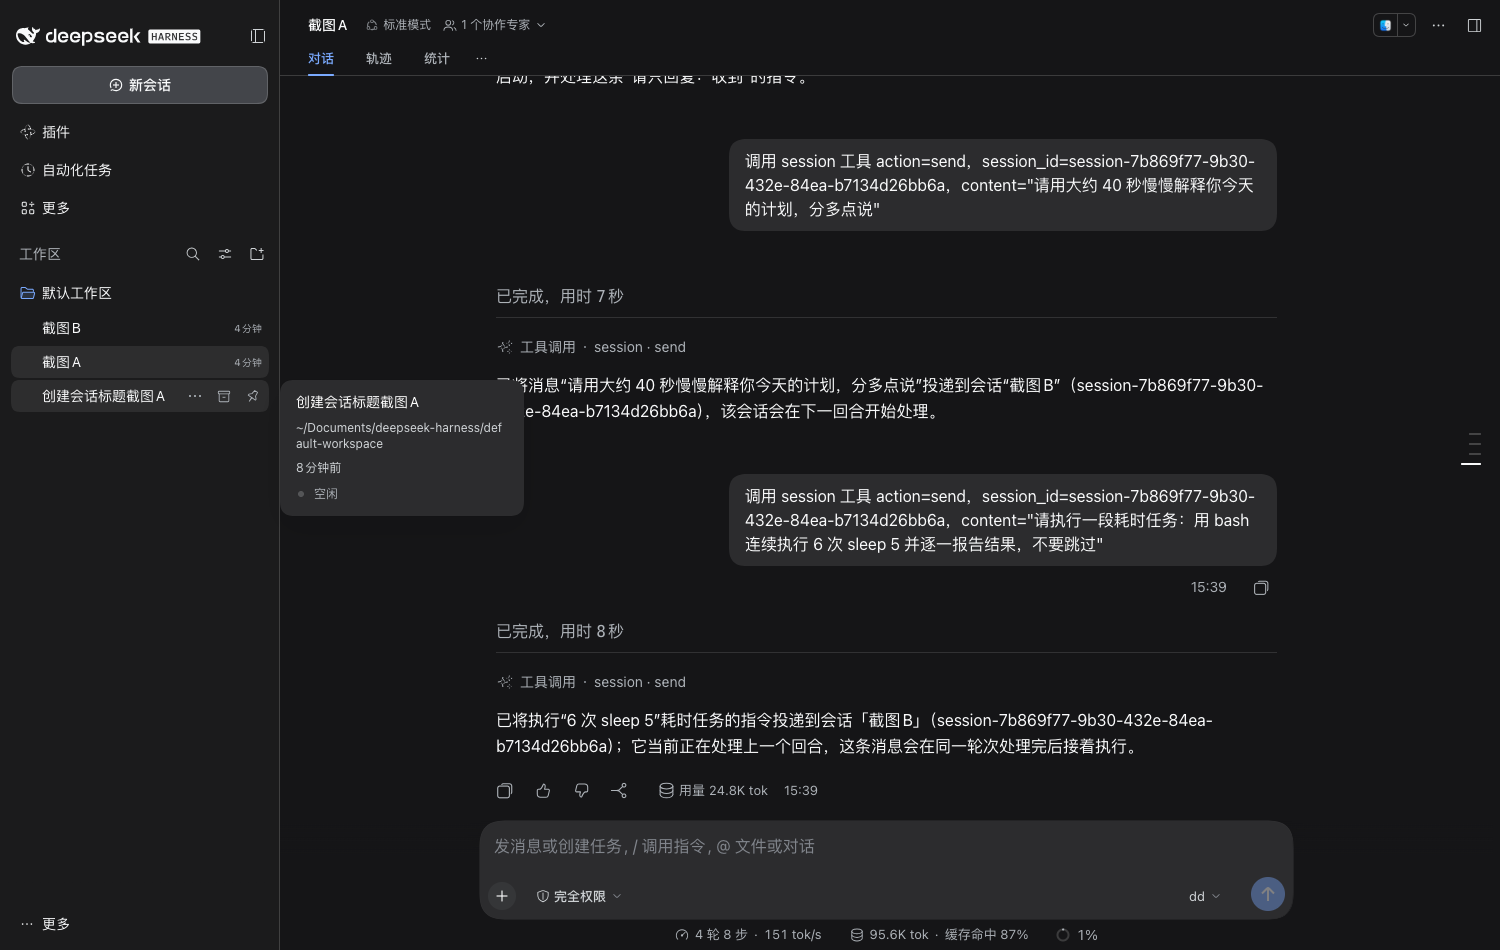 deepseek HARNESS
新会话
插件
自动化任务
更多
工作区
默认工作区
截图B 4分钟
截图A 4分钟
创建会话标题截图A
更多
创建会话标题截图A
~/Documents/deepseek-harness/def
ault-workspace
8分钟前
空闲
截图A 标准模式 1 个协作专家
对话 轨迹 统计
启动，并处理这条"请只回复：收到"的指令。
调用 session 工具 action=send，session_id=session-7b869f77-9b30-
432e-84ea-b7134d26bb6a，content="请用大约 40 秒慢慢解释你今天
的计划，分多点说"
已完成，用时 7秒
工具调用 · session · send
已将消息“请用大约 40 秒慢慢解释你今天的计划，分多点说”投递到会话“截图B”（session-7b869f77-9b30-
e-84ea-b7134d26bb6a)，该会话会在下一回合开始处理。
调用 session 工具 action=send，session_id=session-7b869f77-9b30-
432e-84ea-b7134d26bb6a，content="请执行一段耗时任务：用 bash
连续执行 6 次 sleep 5 并逐一报告结果，不要跳过"
15:39
已完成，用时 8秒
工具调用 · session · send
已将执行“6 次 sleep 5”耗时任务的指令投递到会话「截图B」（session-7b869f77-9b30-432e-84ea-
b7134d26bb6a)；它当前正在处理上一个回合，这条消息会在同一轮次处理完后接着执行。
用量 24.8K tok 15:39
发消息或创建任务, / 调用指令, @ 文件或对话
完全权限 dd
4 轮 8 步 · 151 tok/s 95.6K tok · 缓存命中 87% 1%